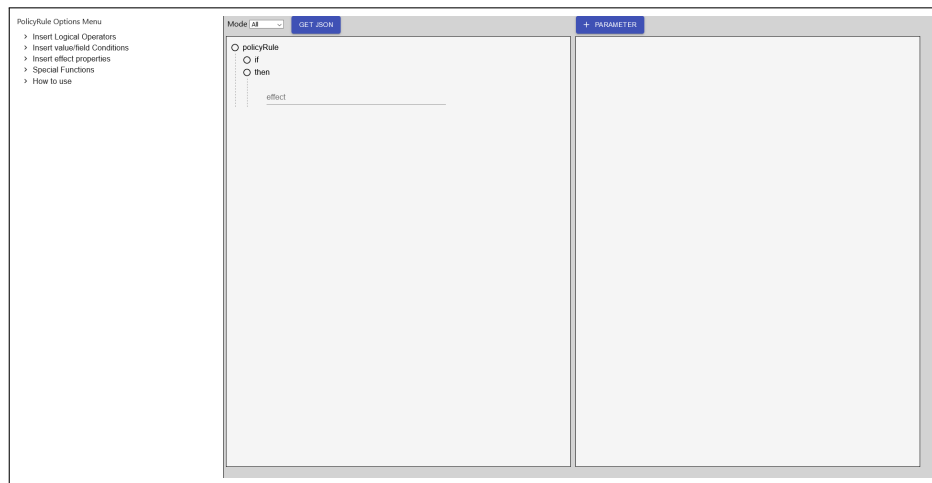 PolicyRule Options Menu
> Insert Logical Operators
> Insert value/field Conditions
> Insert effect properties
> Special Functions
> How to use
Mode All GET JSON
policyRule
if
then
effect
+ PARAMETER